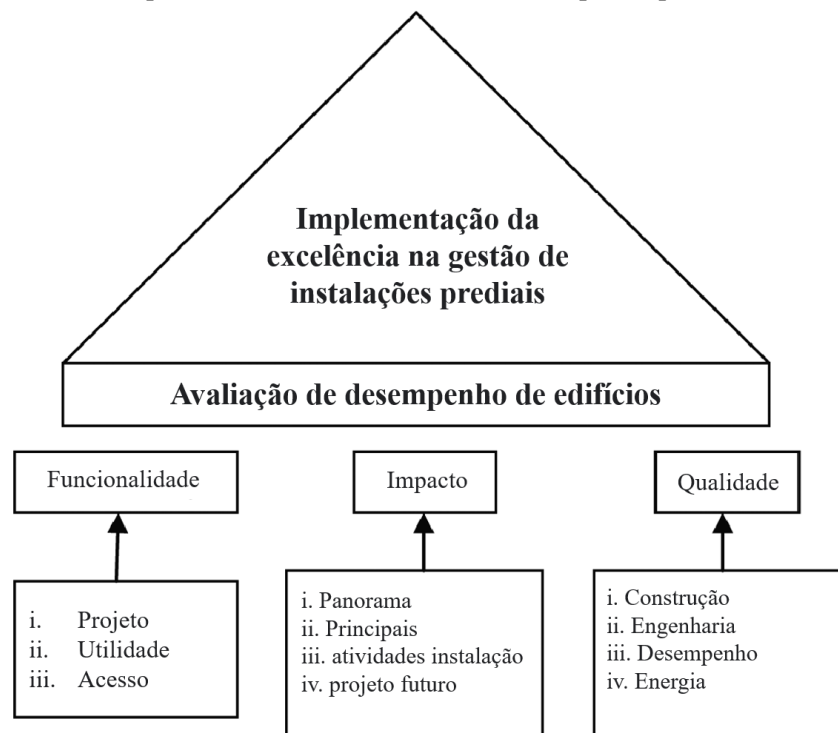 Implementação da
excelência na gestão de
instalações prediais
Avaliação de desempenho de edifícios
Funcionalidade
Impacto
Qualidade
i. Projeto
ii. Utilidade
iii. Acesso
i. Panorama
ii. Principais
iii. atividades instalação
iv. projeto futuro
i. Construção
ii. Engenharia
iii. Desempenho
iv. Energia